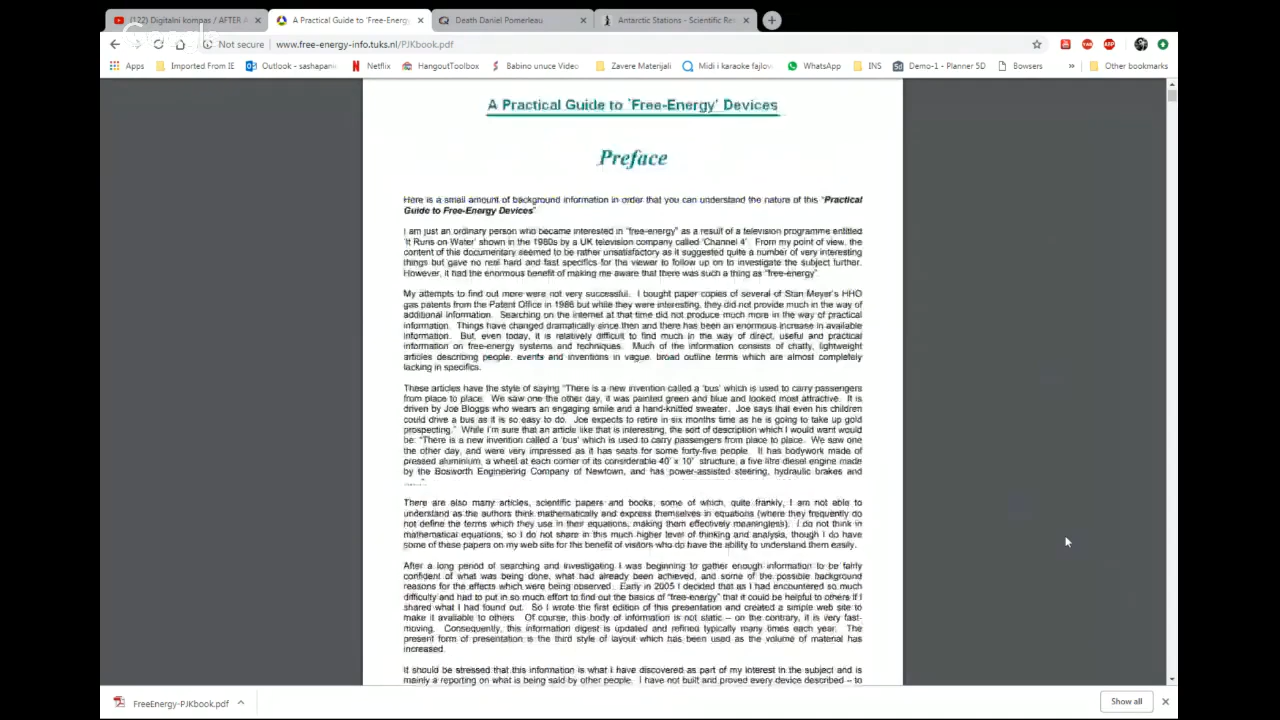 (122) Digitalni kompas / AFTER A
A Practical Guide to 'Free-Energy
Death Daniel Pomerleau
Antarctic Stations - Scientific Re
Google
Not secure
www.free-energy-info.tuks.nl/PJKbook.pdf
Apps
Imported From IE
Outlook - sashapani
Netflix
HangoutToolbox
Babino unuce Video
Zavere Materijali
Midi i karaoke fajlov
WhatsApp
INS
Demo-1 - Planner 5D
Bowsers
»
Other bookmarks
A Practical Guide to 'Free-Energy' Devices
Preface
Here is a small amount of background information in order that you can understand the nature of this "Practical
Guide to Free-Energy Devices"
I am just an ordinary person who became interested in "free-energy" as a result of a television programme entitled
'It Runs on Water' shown in the 1980s by a UK television company called 'Channel 4'. From my point of view, the
content of this documentary seemed to be rather unsatisfactory as it suggested quite a number of very interesting
things but gave no real hard and fast specifics for the viewer to follow up on to investigate the subject further.
However, it had the enormous benefit of making me aware that there was such a thing as "free-energy"
My attempts to find out more were not very successful. I bought paper copies of several of Stan Meyer's HHO
gas patents from the Patent Office in 1986 but while they were interesting, they did not provide much in the way of
additional information. Searching on the internet at that time did not produce much more in the way of practical
information. Things have changed dramatically since then and there has been an enormous increase in available
information. But, even today, it is relatively difficult to find much in the way of direct, useful and practical
information on free-energy systems and techniques. Much of the information consists of chatty, lightweight
articles describing people, events and inventions in vague, broad outline terms which are almost completely
lacking in specifics.
These articles have the style of saying "There is a new invention called a 'bus' which is used to carry passengers
from place to place. We saw one the other day, it was painted green and blue and looked most attractive. It is
driven by Joe Bloggs who wears an engaging smile and a hand-knitted sweater. Joe says that even his children
could drive a bus as it is so easy to do. Joe expects to retire in six months time as he is going to take up gold
prospecting." While I'm sure that an article like that is interesting, the sort of description which I would want would
be: "There is a new invention called a 'bus' which is used to carry passengers from place to place. We saw one
the other day, and were very impressed as it has seats for some forty-five people. It has bodywork made of
pressed aluminium, a wheel at each corner of its considerable 40' x 10' structure, a five litre diesel engine made
by the Bosworth Engineering Company of Newtown, and has power-assisted steering, hydraulic brakes and
There are also many articles, scientific papers and books, some of which, quite frankly, I am not able to
understand as the authors think mathematically and express themselves in equations (where they frequently do
not define the terms which they use in their equations, making them effectively meaningless). I do not think in
mathematical equations, so I do not share in this much higher level of thinking and analysis, though I do have
some of these papers on my web site for the benefit of visitors who do have the ability to understand them easily.
After a long period of searching and investigating I was beginning to gather enough information to be fairly
confident of what was being done, what had already been achieved, and some of the possible background
reasons for the effects which were being observed. Early in 2005 I decided that as I had encountered so much
difficulty and had to put in so much effort to find out the basics of "free-energy" that it could be helpful to others if I
shared what I had found out. So I wrote the first edition of this presentation and created a simple web site to
make it available to others. Of course, this body of information is not static – on the contrary, it is very fast-
moving. Consequently, this information digest is updated and refined typically many times each year. The
present form of presentation is the third style of layout which has been used as the volume of material has
increased.
It should be stressed that this information is what I have discovered as part of my interest in the subject and is
mainly a reporting on what is being said by other people. I have not built and proved every device described – to
FreeEnergy-PJKbook.pdf
Show all